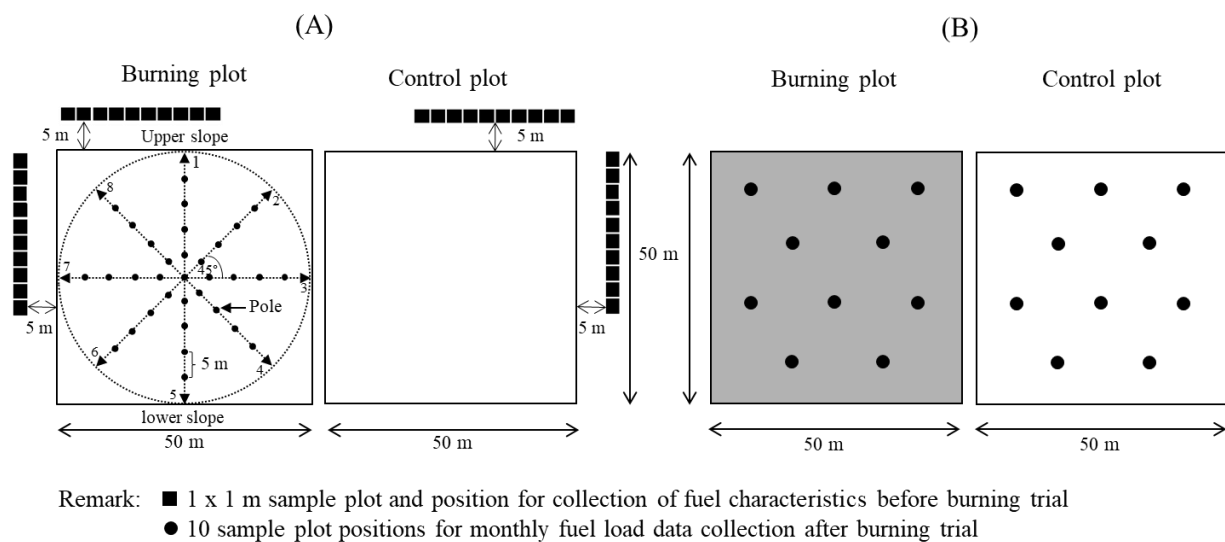 (A)
(B)
Burning plot
Control plot
Burning plot
Control plot
5 m
Upper slope
5 m
1
8
2
7
45°
3
50 m
Pole
5 m
5 m
6
5 m
4
5
lower slope
50 m
50 m
50 m
50 m
Remark: ■ 1 x 1 m sample plot and position for collection of fuel characteristics before burning trial
● 10 sample plot positions for monthly fuel load data collection after burning trial